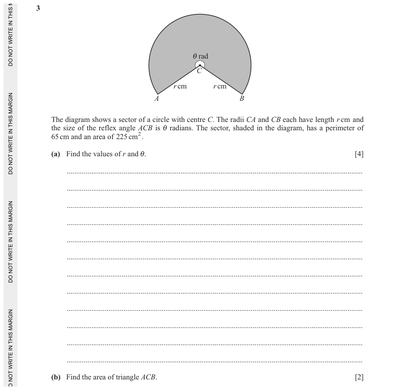 3
θ rad
C
r cm
r cm
A
B
The diagram shows a sector of a circle with centre C. The radii CA and CB each have length r cm and
the size of the reflex angle ACB is θ radians. The sector, shaded in the diagram, has a perimeter of
65 cm and an area of 225 cm².
(a) Find the values of r and θ. [4]
(b) Find the area of triangle ACB. [2]
DO NOT WRITE IN THIS M
DO NOT WRITE IN THIS MARGIN
DO NOT WRITE IN THIS MARGIN
O NOT WRITE IN THIS MARGIN